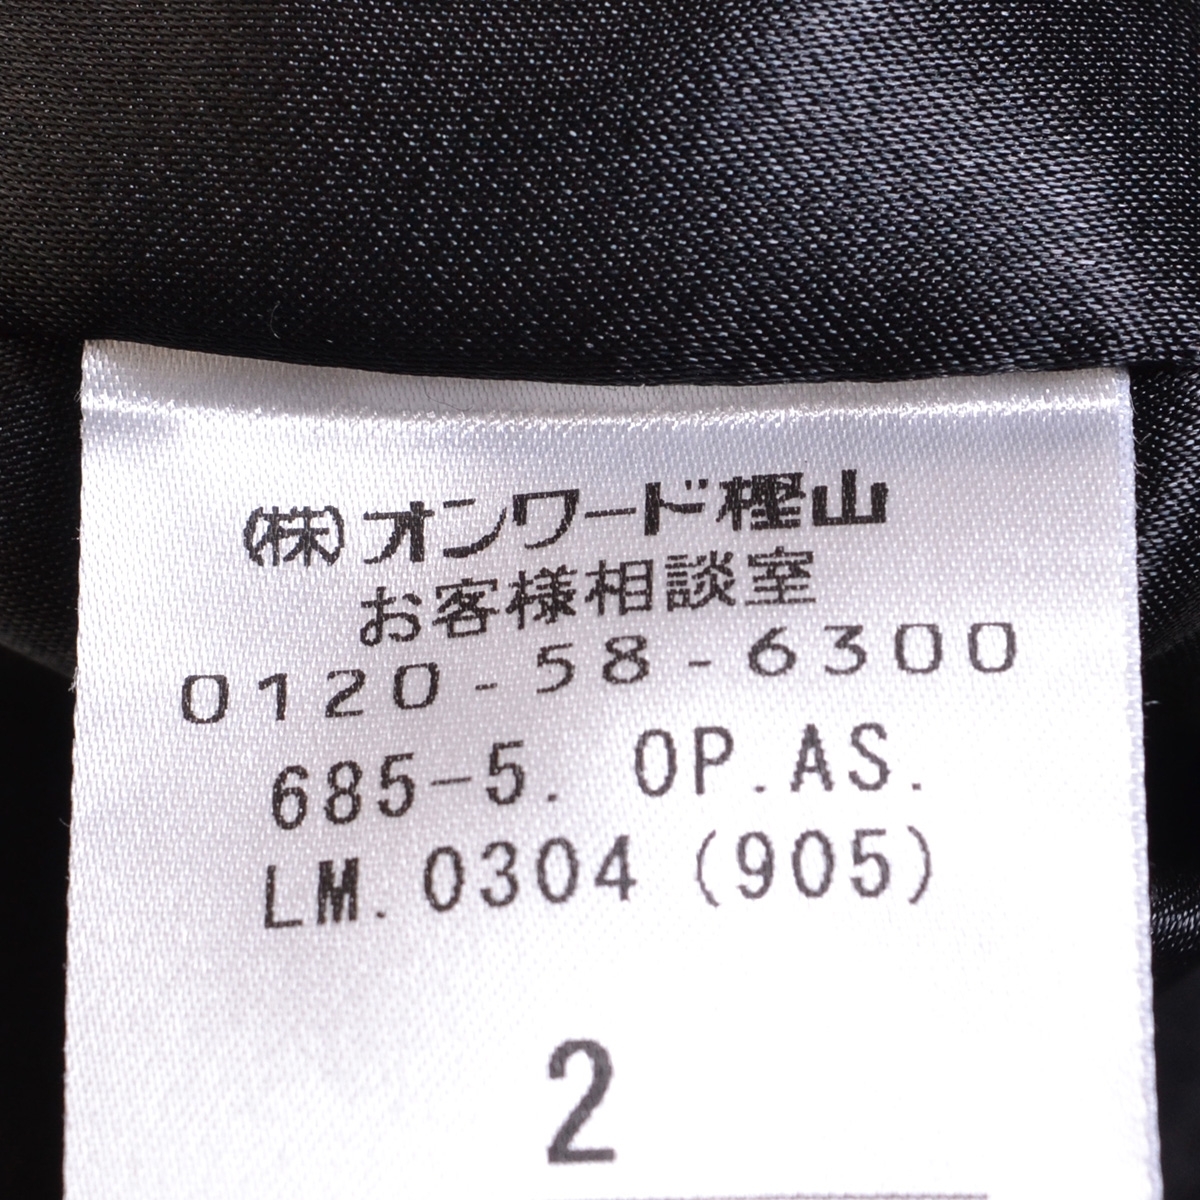 (株)オンワード樫山
お客様相談室
0120-58-6300
685-5. OP.AS.
LM.0304(905)
2